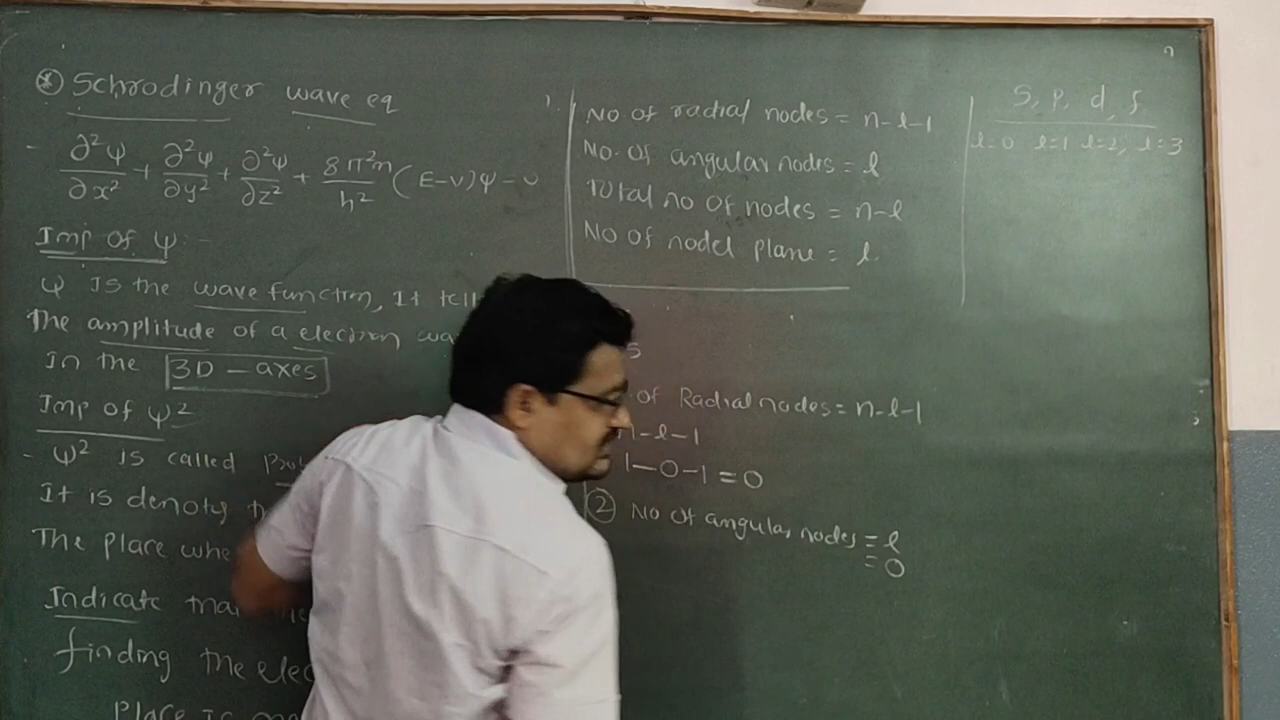 Schrodinger wave eq
- ∂²ψ/∂x² + ∂²ψ/∂y² + ∂²ψ/∂z² + 8π²m/h² (E-V)ψ = 0
Imp of ψ:-
ψ Is the wave function, It tell
The amplitude of a electron wa
In the 3D-axes
Imp of ψ²
- ψ² is called
It is denoty
The place whe
Indicate
finding the elec
Place is
No of radial nodes = n-l-1
No. of angular nodes = l
Total no of nodes = n-l
No of nodel plane = l
of Radial nodes = n-l-1
n-l-1
1-0-1 = 0
② No of angular nodes = l
= 0
S, p, d, f
l=0 l=1 l=2, l=3